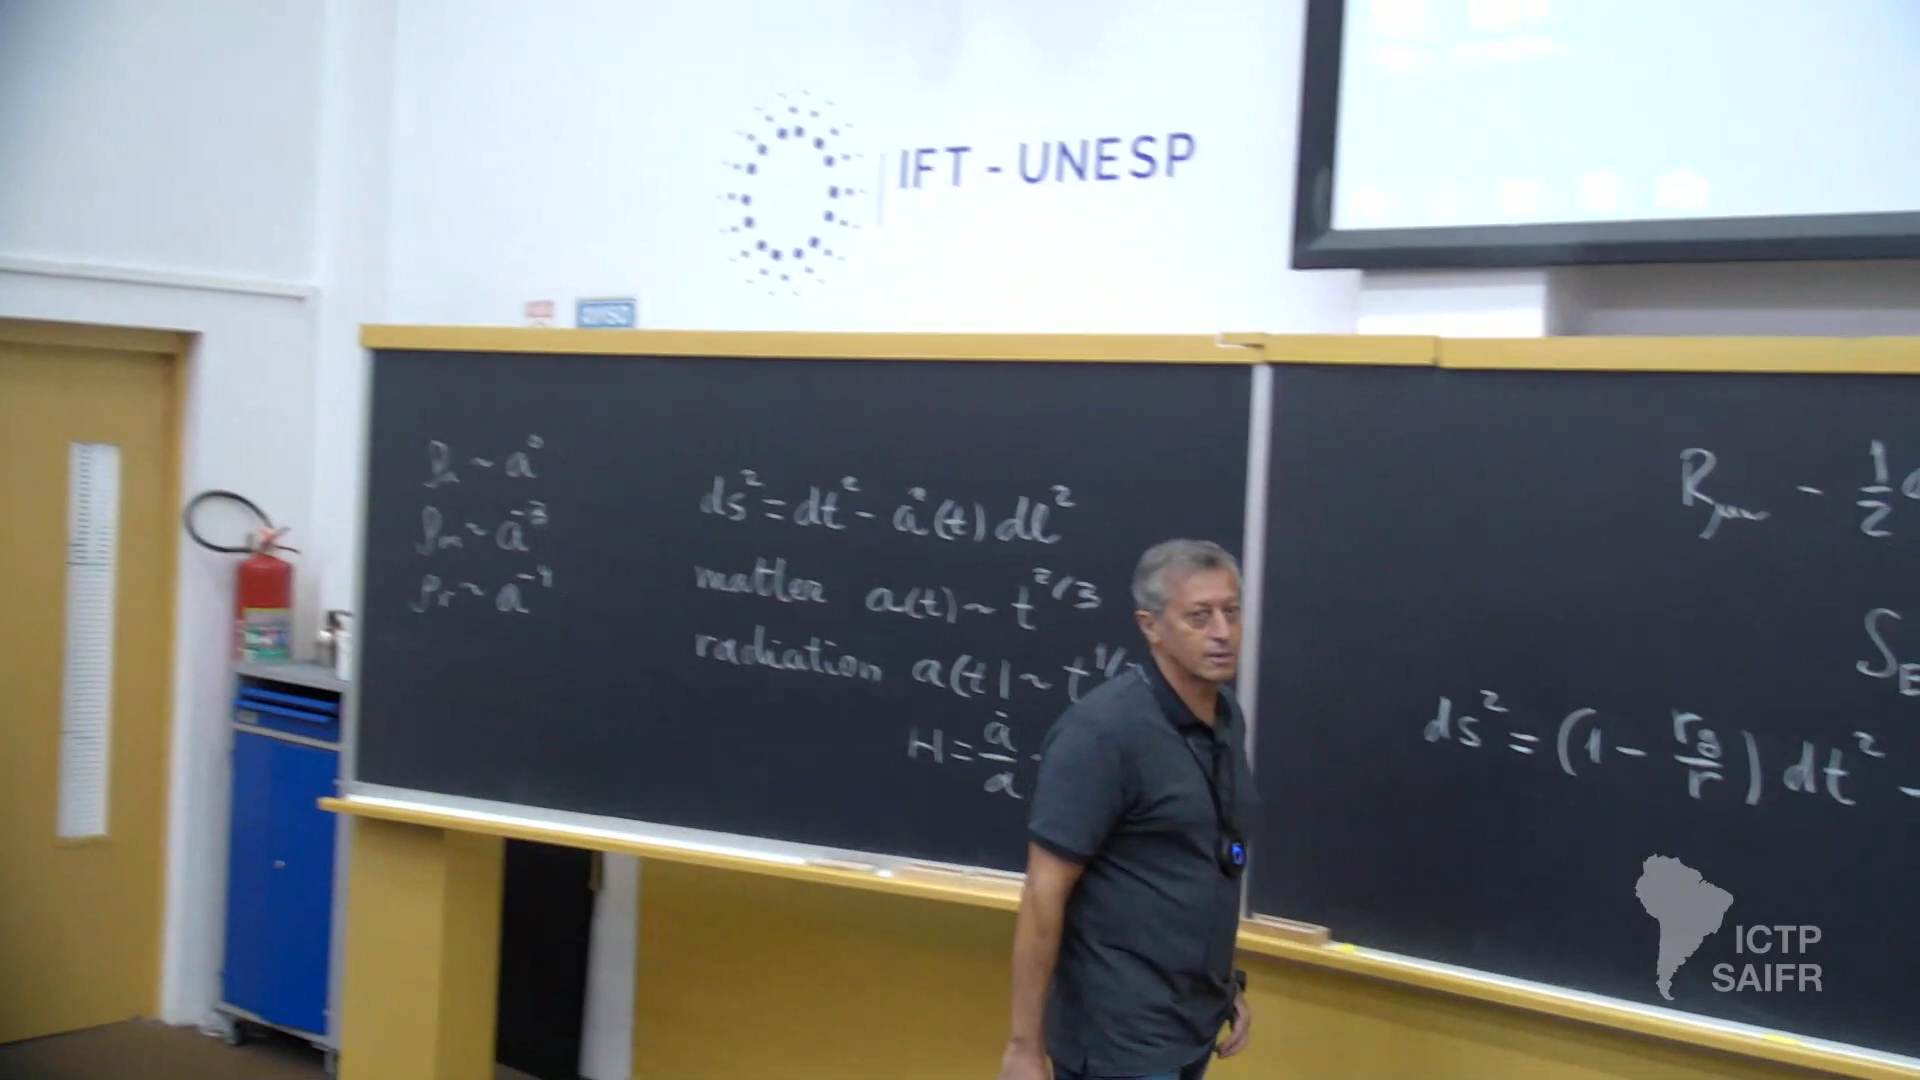 IFT - UNESP
AVISO
ρ_Λ ~ a⁰
ρ_m ~ a⁻³
ρ_r ~ a⁻⁴
ds² = dt² - a²(t) dl²
matter a(t) ~ t^2/3
radiation a(t) ~ t^1/
H = ȧ/a
R_μν - 1/2
S_E
ds² = (1 - r_g/r) dt² -
ICTP
SAIFR